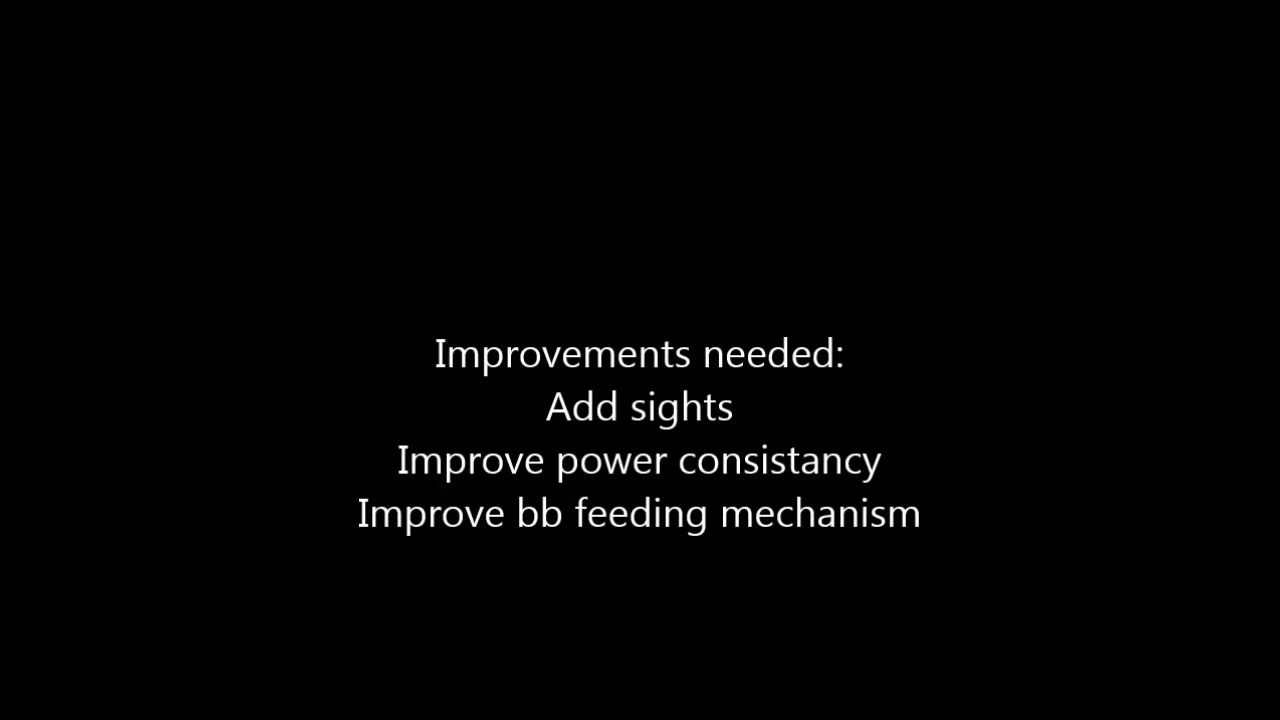 Improvements needed:
Add sights
Improve power consistancy
Improve bb feeding mechanism